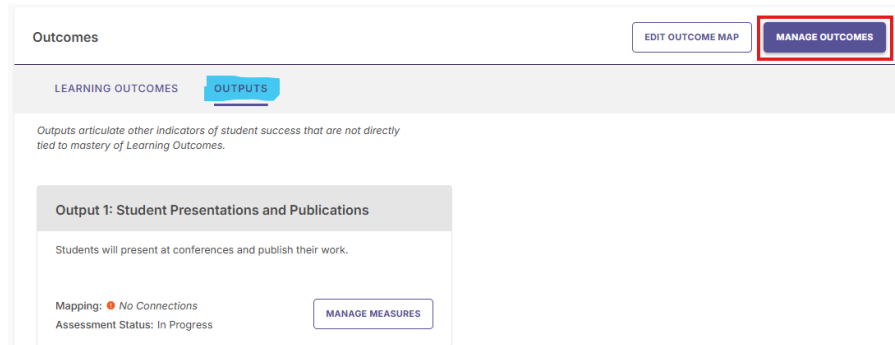 Outcomes
EDIT OUTCOME MAP
MANAGE OUTCOMES
LEARNING OUTCOMES
OUTPUTS
Outputs articulate other indicators of student success that are not directly
tied to mastery of Learning Outcomes.
Output 1: Student Presentations and Publications
Students will present at conferences and publish their work.
Mapping: No Connections
Assessment Status: In Progress
MANAGE MEASURES